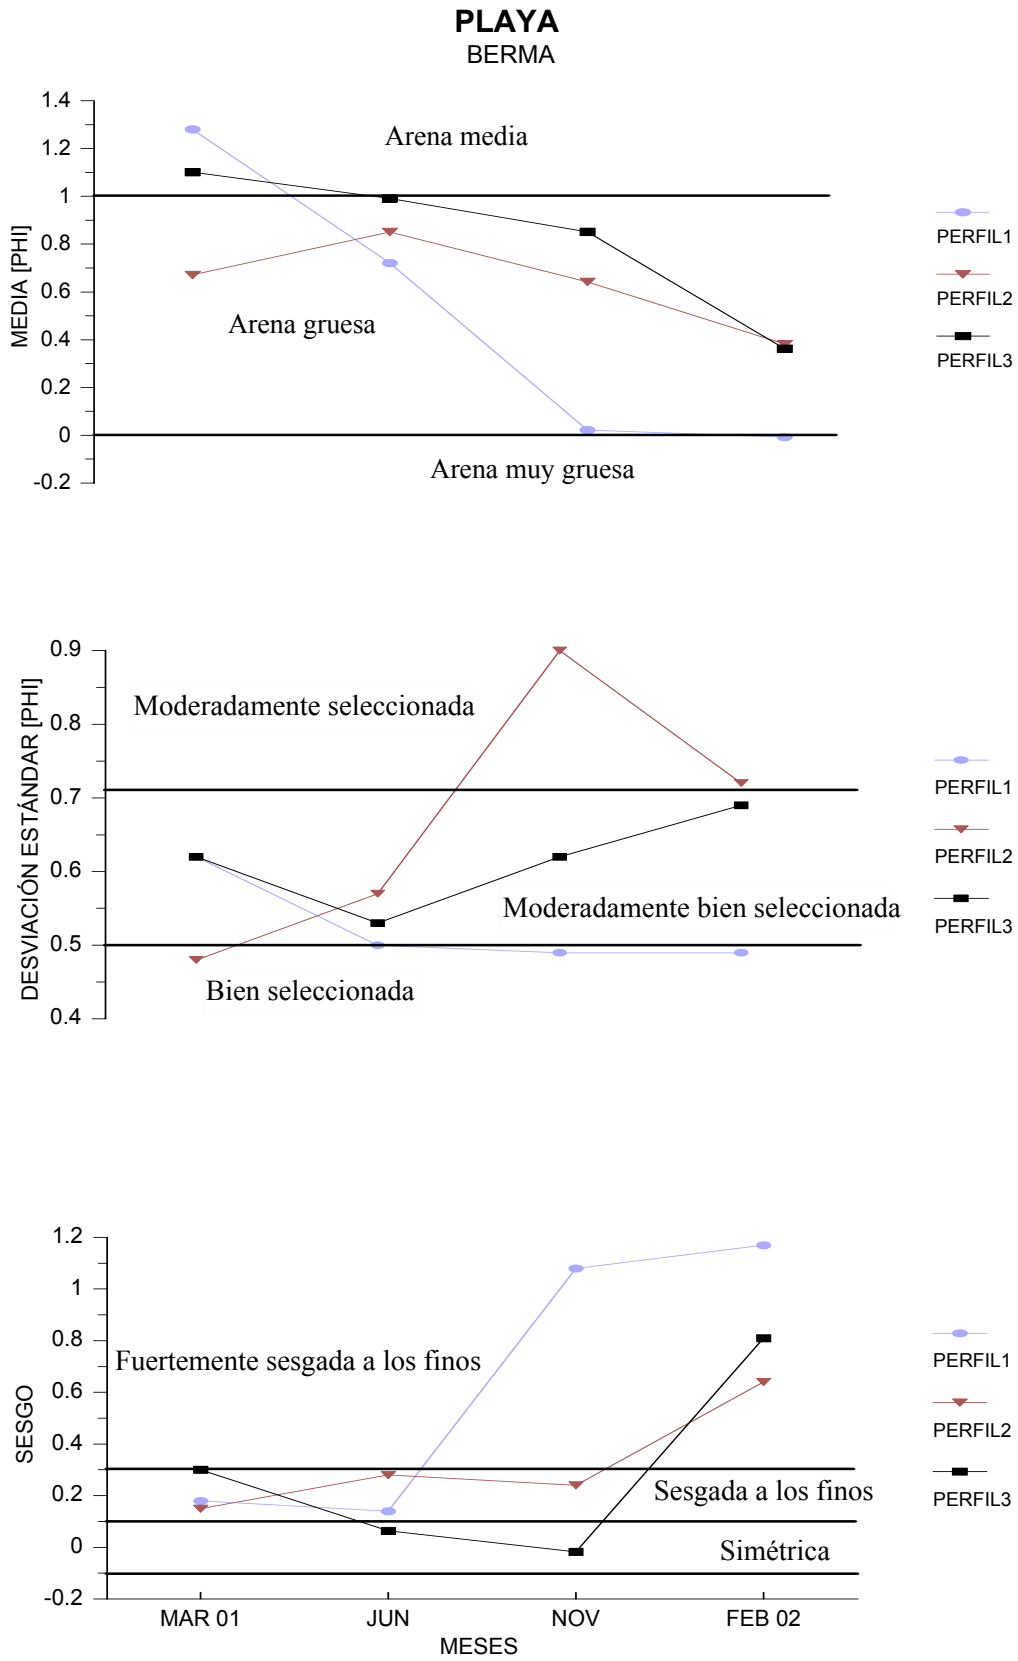 PLAYA
BERMA
1.4
1.2
1
0.8
0.6
0.4
0.2
0
-0.2
MEDIA [PHI]
Arena media
Arena gruesa
Arena muy gruesa
PERFIL1
PERFIL2
PERFIL3
0.9
0.8
0.7
0.6
0.5
0.4
DESVIACIÓN ESTÁNDAR [PHI]
Moderadamente seleccionada
Moderadamente bien seleccionada
Bien seleccionada
PERFIL1
PERFIL2
PERFIL3
1.2
1
0.8
0.6
0.4
0.2
0
-0.2
SESGO
Fuertemente sesgada a los finos
Sesgada a los finos
Simétrica
PERFIL1
PERFIL2
PERFIL3
MAR 01 JUN NOV FEB 02
MESES